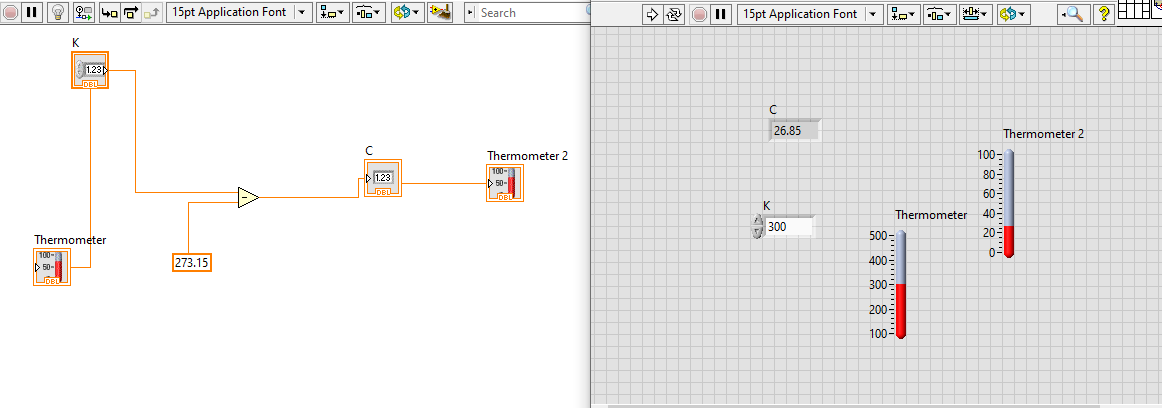 15pt Application Font
Search
K
1.23
DBL
C
1.23
DBL
Thermometer 2
100
50
DBL
Thermometer
100
50
DBL
273.15
15pt Application Font
?
C
26.85
K
300
Thermometer
500
400
300
200
100
Thermometer 2
100
80
60
40
20
0